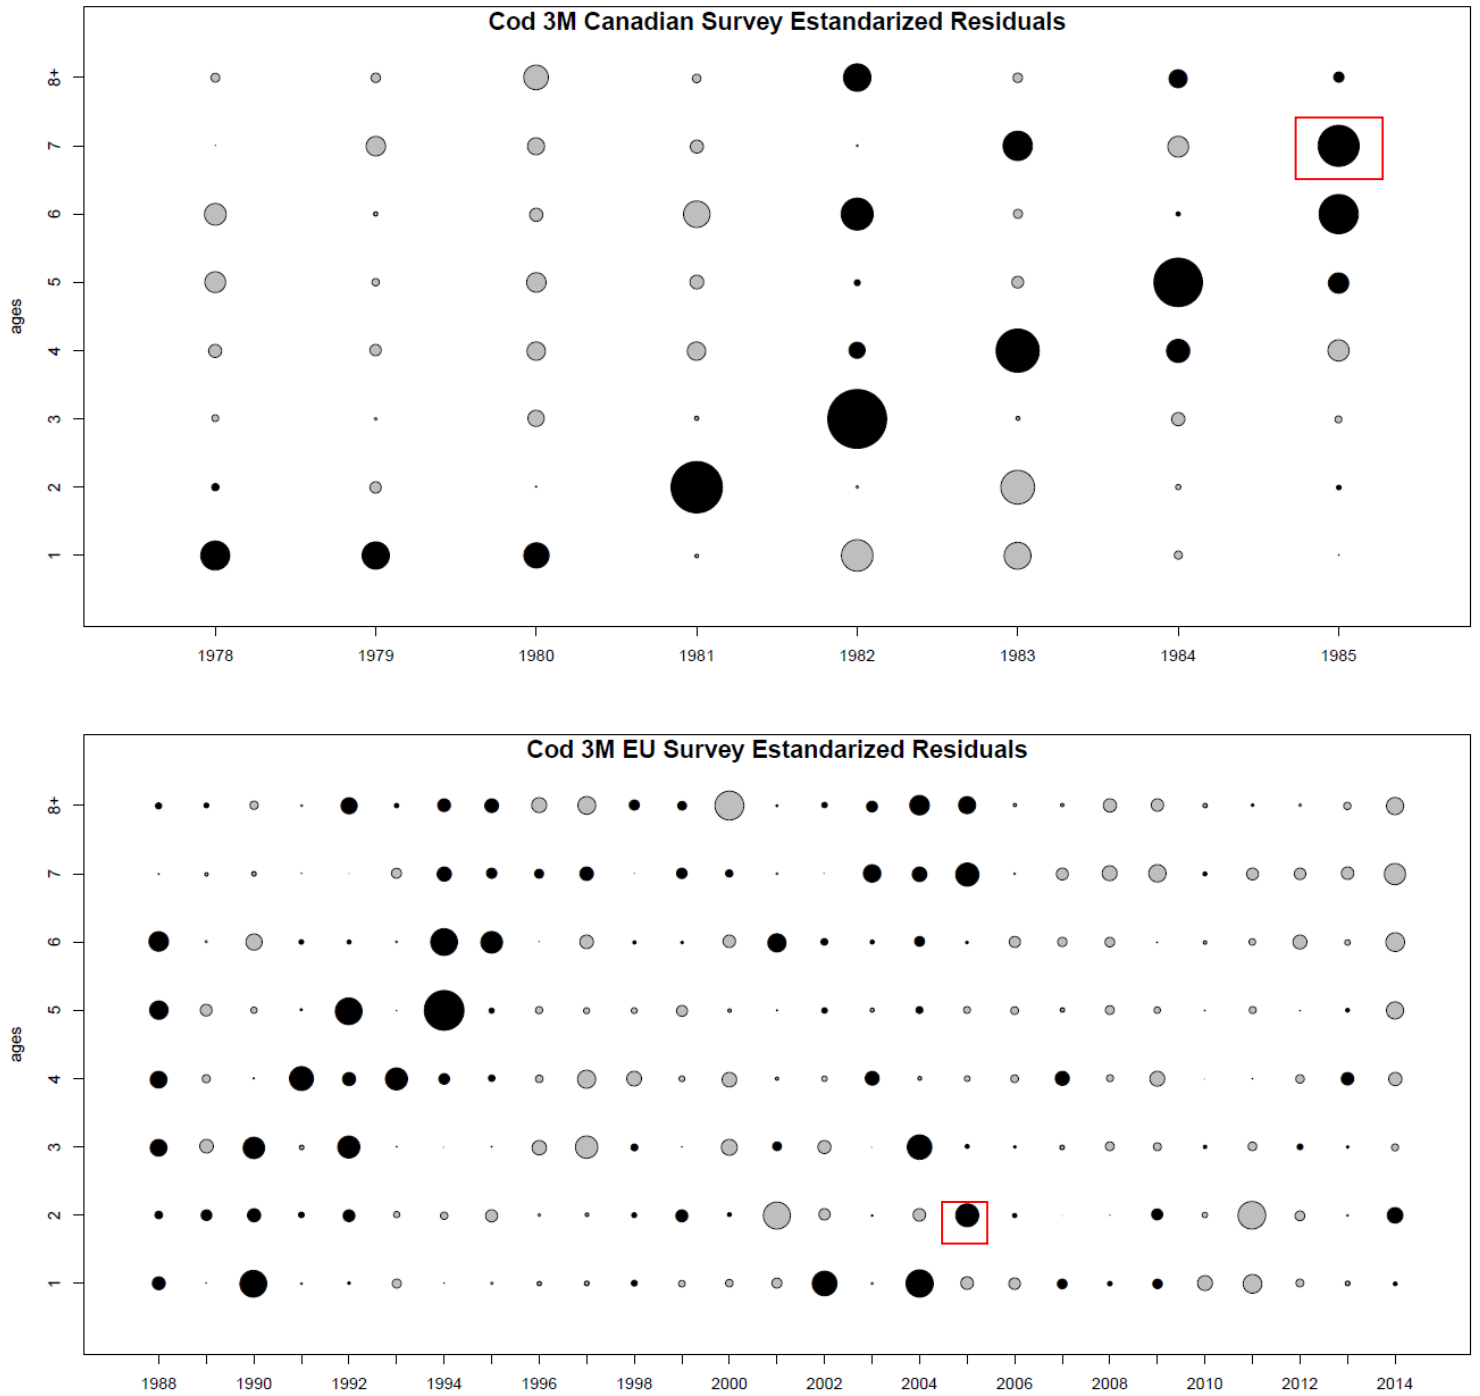 Cod 3M Canadian Survey Estandarized Residuals
8+
7
6
5
4
3
2
1
ages
1978 1979 1980 1981 1982 1983 1984 1985
Cod 3M EU Survey Estandarized Residuals
8+
7
6
5
4
3
2
1
ages
1988 1990 1992 1994 1996 1998 2000 2002 2004 2006 2008 2010 2012 2014